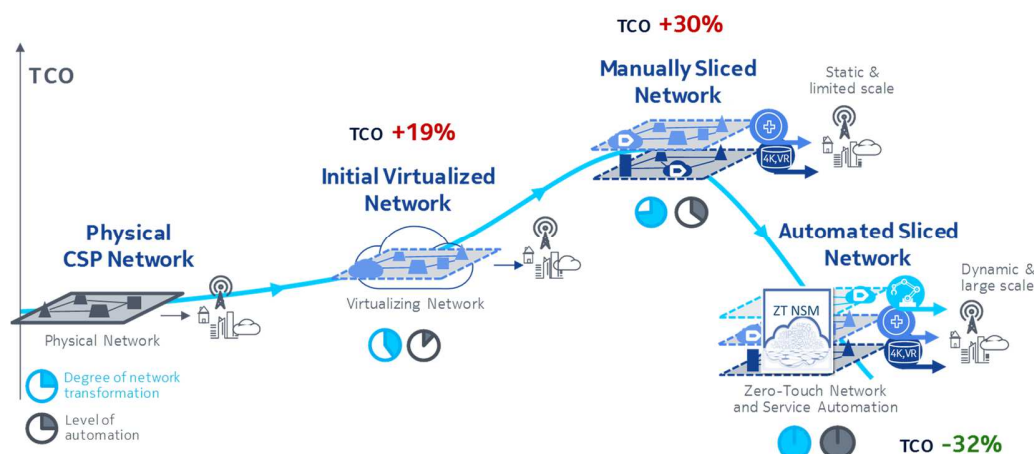 TCO
Physical
CSP Network
Physical Network
Degree of network
transformation
Level of
automation
TCO +19%
Initial Virtualized
Network
Virtualizing Network
TCO +30%
Manually Sliced
Network
Static &
limited scale
4K,VR
Automated Sliced
Network
Dynamic &
large scale
ZT NSM
4K,VR
Zero-Touch Network
and Service Automation
TCO -32%